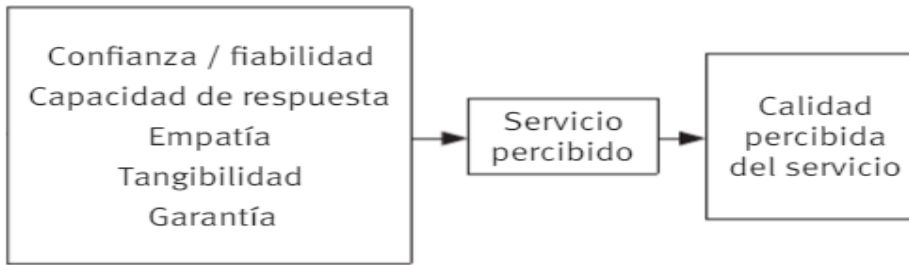 Confianza / fiabilidad
Capacidad de respuesta
Empatía
Tangibilidad
Garantía
Servicio
percibido
Calidad
percibida
del servicio